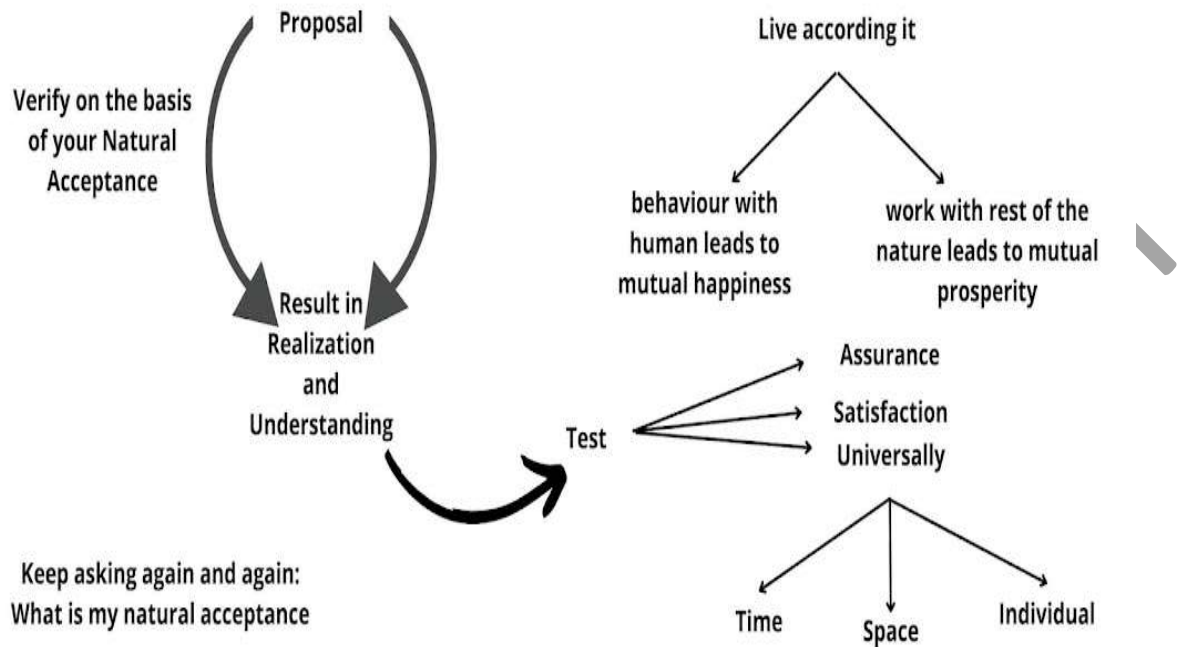 Proposal
Verify on the basis
of your Natural
Acceptance
Result in
Realization
and
Understanding
Keep asking again and again:
What is my natural acceptance
Live according it
behaviour with
human leads to
mutual happiness
work with rest of the
nature leads to mutual
prosperity
Test
Assurance
Satisfaction
Universally
Time
Space
Individual